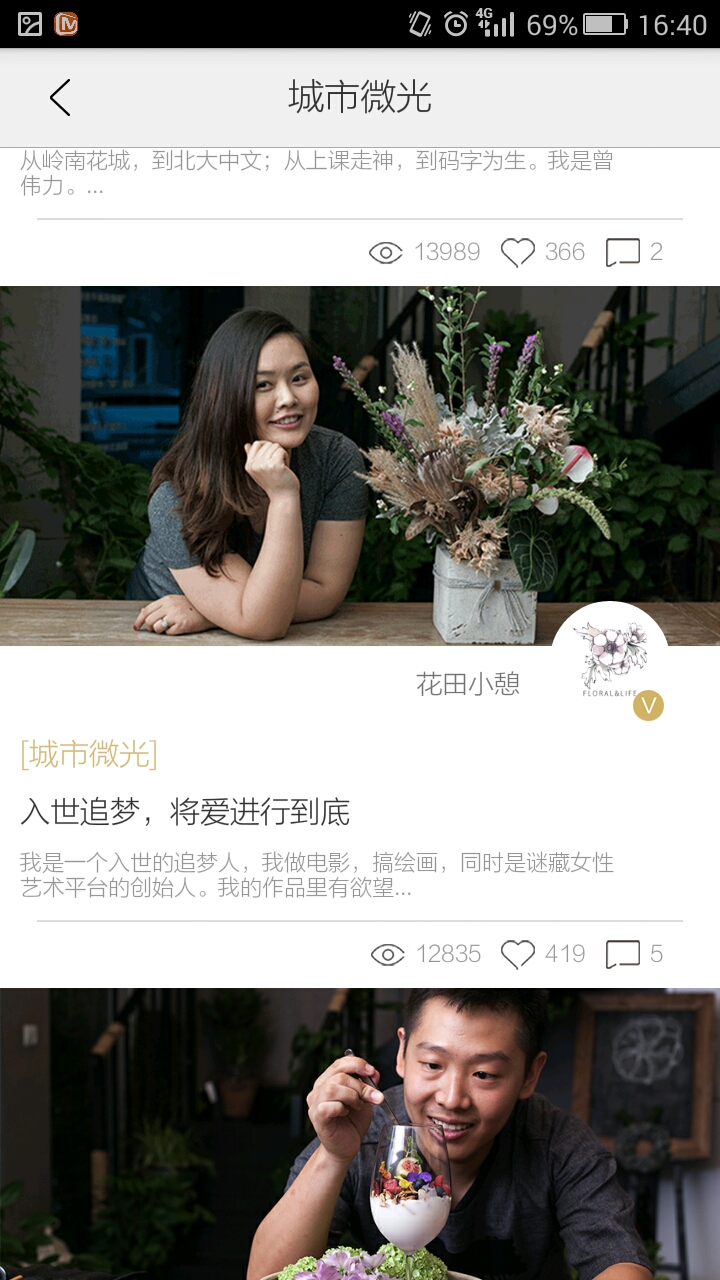 4G 69% 16:40
城市微光
从岭南花城，到北大中文；从上课走神，到码字为生。我是曾
伟力。...
13989 366 2
花田小憩
FLORAL&LIFE
V
[城市微光]
入世追梦，将爱进行到底
我是一个入世的追梦人，我做电影，搞绘画，同时是谜藏女性
艺术平台的创始人。我的作品里有欲望...
12835 419 5